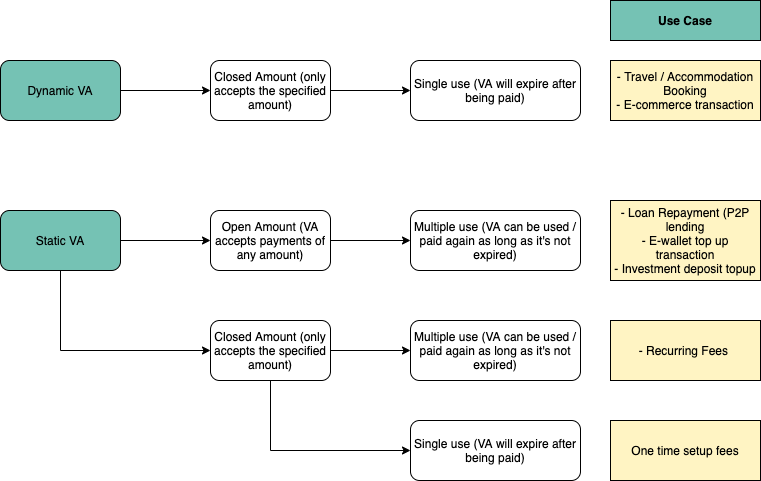 Use Case
Dynamic VA
Closed Amount (only
accepts the specified
amount)
Single use (VA will expire after
being paid)
- Travel / Accommodation
Booking
- E-commerce transaction
Static VA
Open Amount (VA
accepts payments of
any amount)
Multiple use (VA can be used /
paid again as long as it's not
expired)
- Loan Repayment (P2P
lending
- E-wallet top up
transaction
- Investment deposit topup
Closed Amount (only
accepts the specified
amount)
Multiple use (VA can be used /
paid again as long as it's not
expired)
- Recurring Fees
Single use (VA will expire after
being paid)
One time setup fees